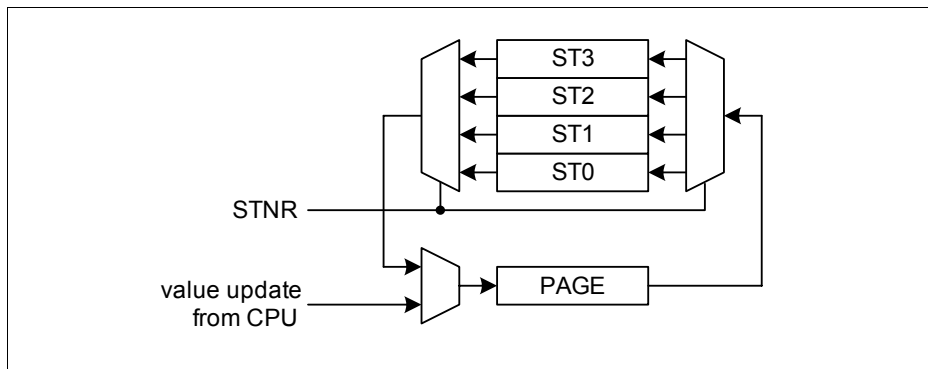 ST3
ST2
ST1
ST0
STNR
value update
from CPU
PAGE